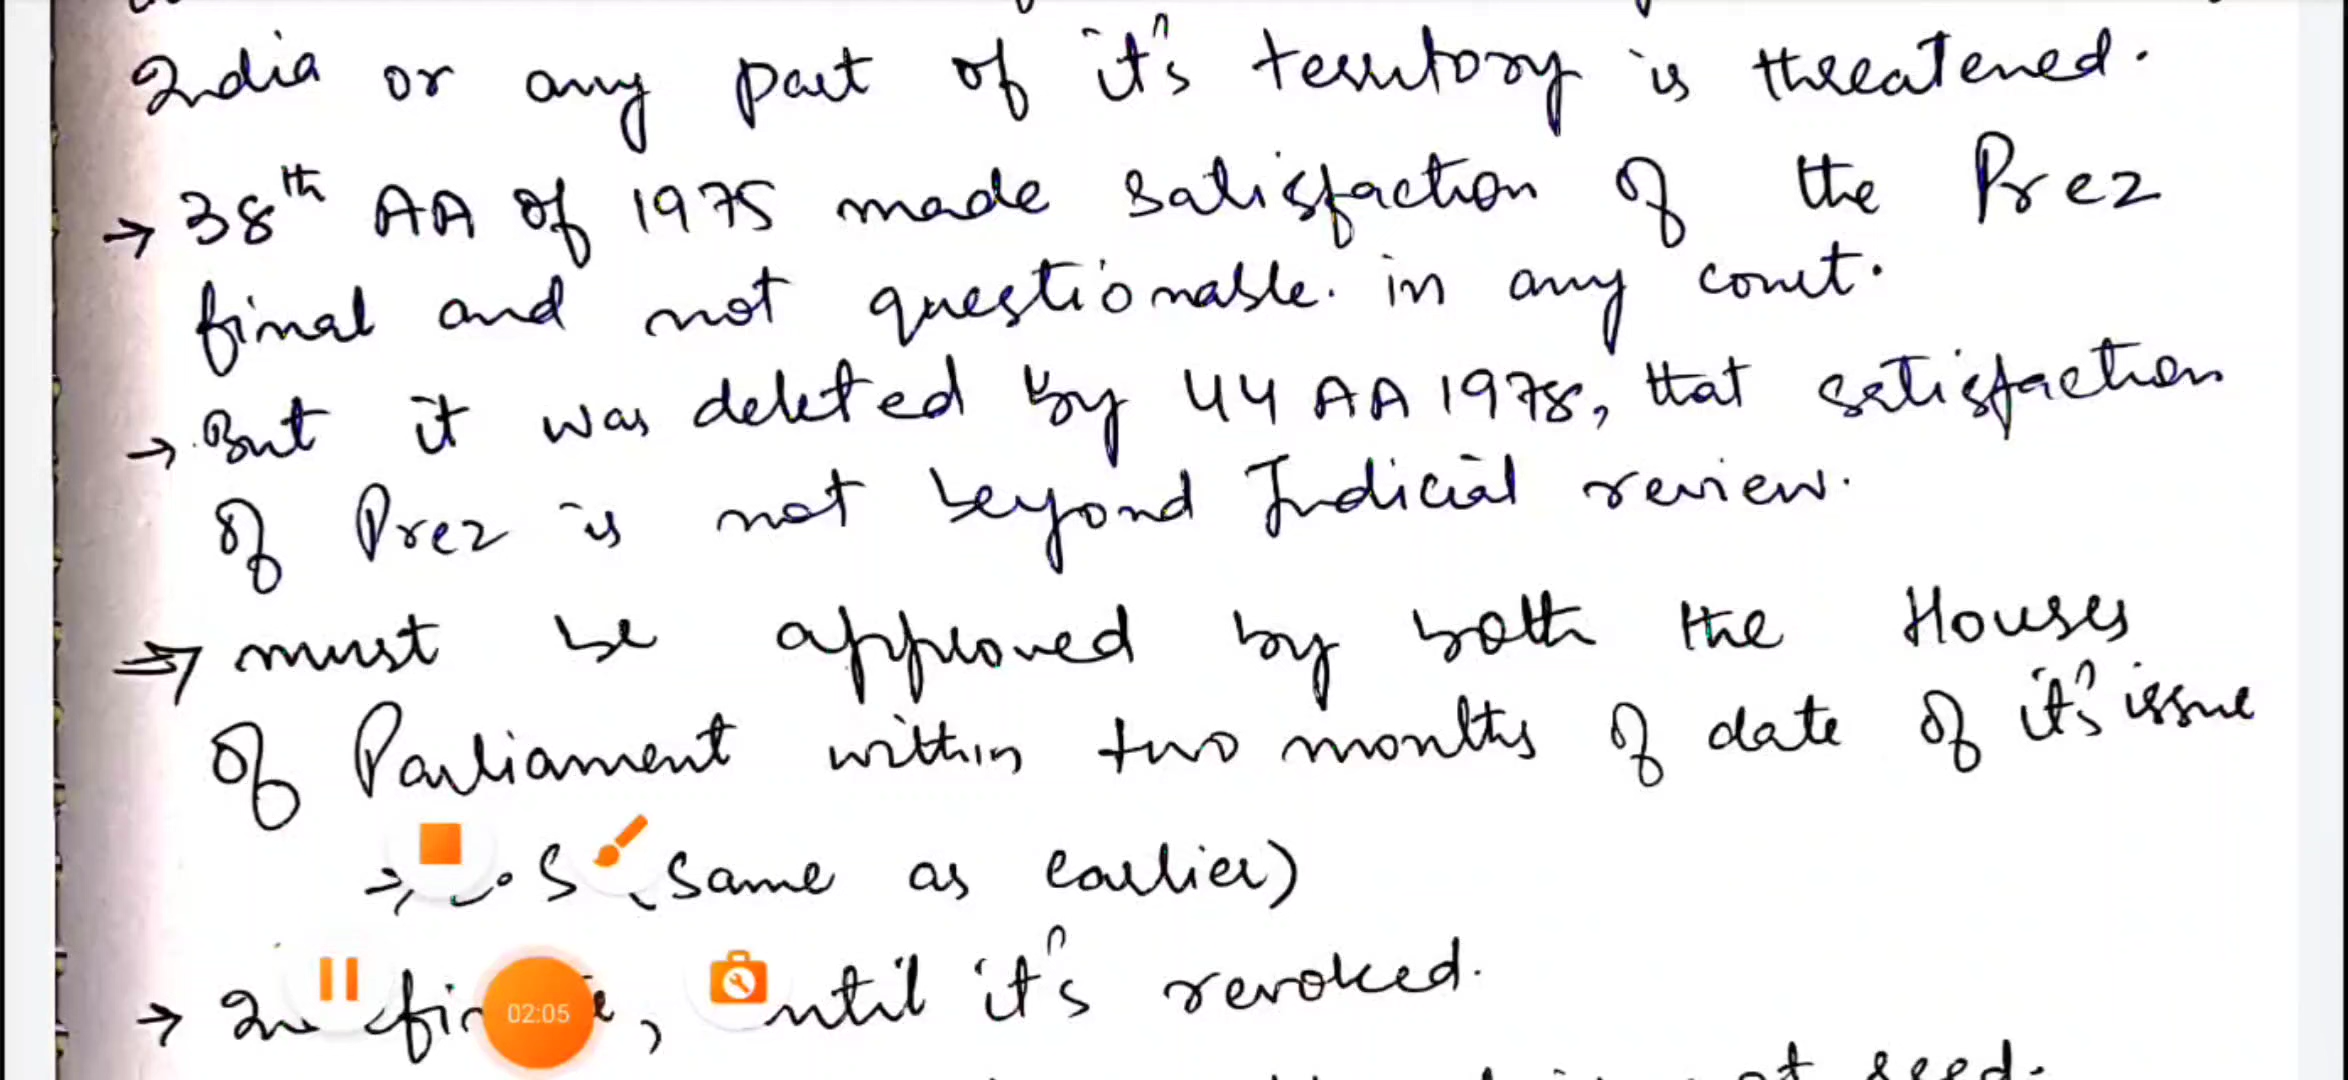 India or any part of it's territory is threatened.
→ 38th AA of 1975 made satisfaction of the Prez
final and not questionable. in any court.
→ But it was deleted by 44 AA 1978, that satisfaction
of Prez is not beyond Judicial review.
⇒ must be approved by both the Houses
of Parliament within two months of date of it's issue
(same as earlier)
→ 02:05, until it's revoked.